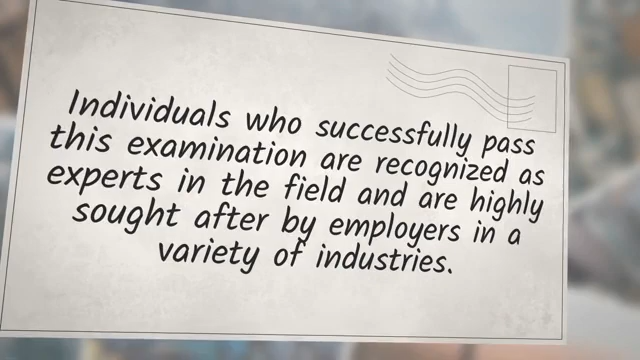 Individuals who successfully pass
this examination are recognized as
experts in the field and are highly
sought after by employers in a
variety of industries.